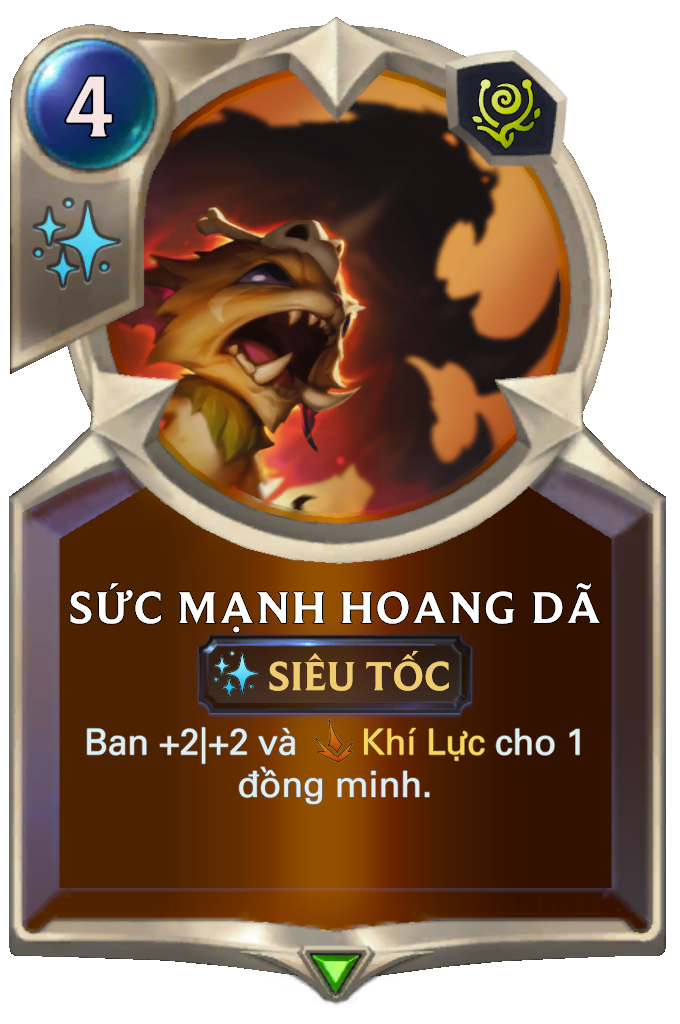 4
SỨC MẠNH HOANG DÃ
SIÊU TỐC
Ban +2|+2 và Khí Lực cho 1
đồng minh.